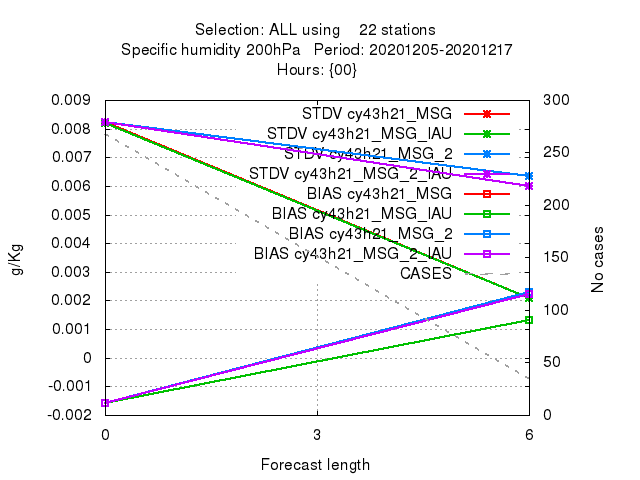 Selection: ALL using 22 stations
Specific humidity 200hPa Period: 20201205-20201217
Hours: {00}
0.009
0.008
0.007
0.006
0.005
0.004
0.003
0.002
0.001
0
-0.001
-0.002
g/Kg
STDV cy43h21_MSG
STDV cy43h21_MSG_IAU
STDV cy43h21_MSG_2
STDV cy43h21_MSG_2_IAU
BIAS cy43h21_MSG
BIAS cy43h21_MSG_IAU
BIAS cy43h21_MSG_2
BIAS cy43h21_MSG_2_IAU
CASES
300
250
200
150
100
50
0
No cases
0 3 6
Forecast length